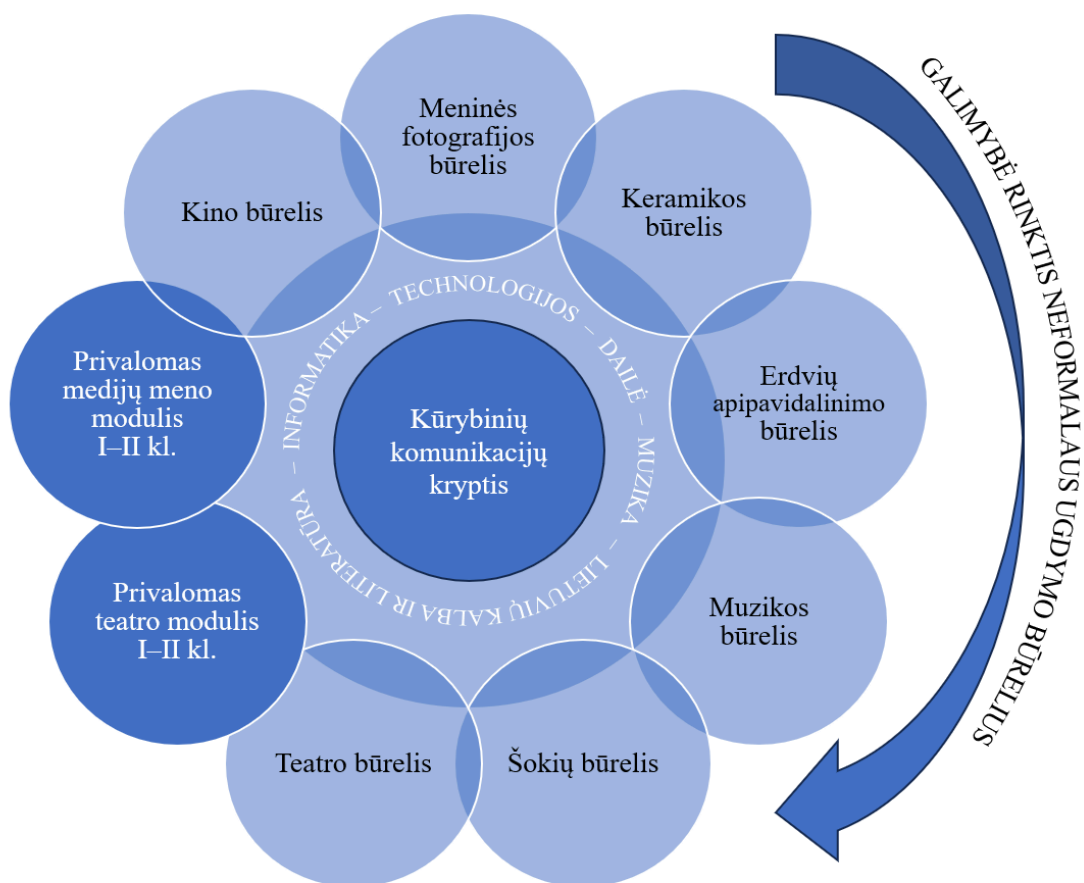 Meninės
fotografijos
būrelis
Keramikos
būrelis
Erdvių
apipavidalinimo
būrelis
Muzikos
būrelis
Šokių būrelis
Teatro būrelis
Privalomas
teatro modulis
I–II kl.
Privalomas
medijų meno
modulis
I–II kl.
Kino būrelis
INFORMATIKA – TECHNOLOGIJOS – DAILĖ – MUZIKA – LIETUVIŲ KALBA IR LITERATŪRA –
Kūrybinių
komunikacijų
kryptis
GALIMYBĖ RINKTIS NEFORMALAUS UGDYMO BŪRELIUS